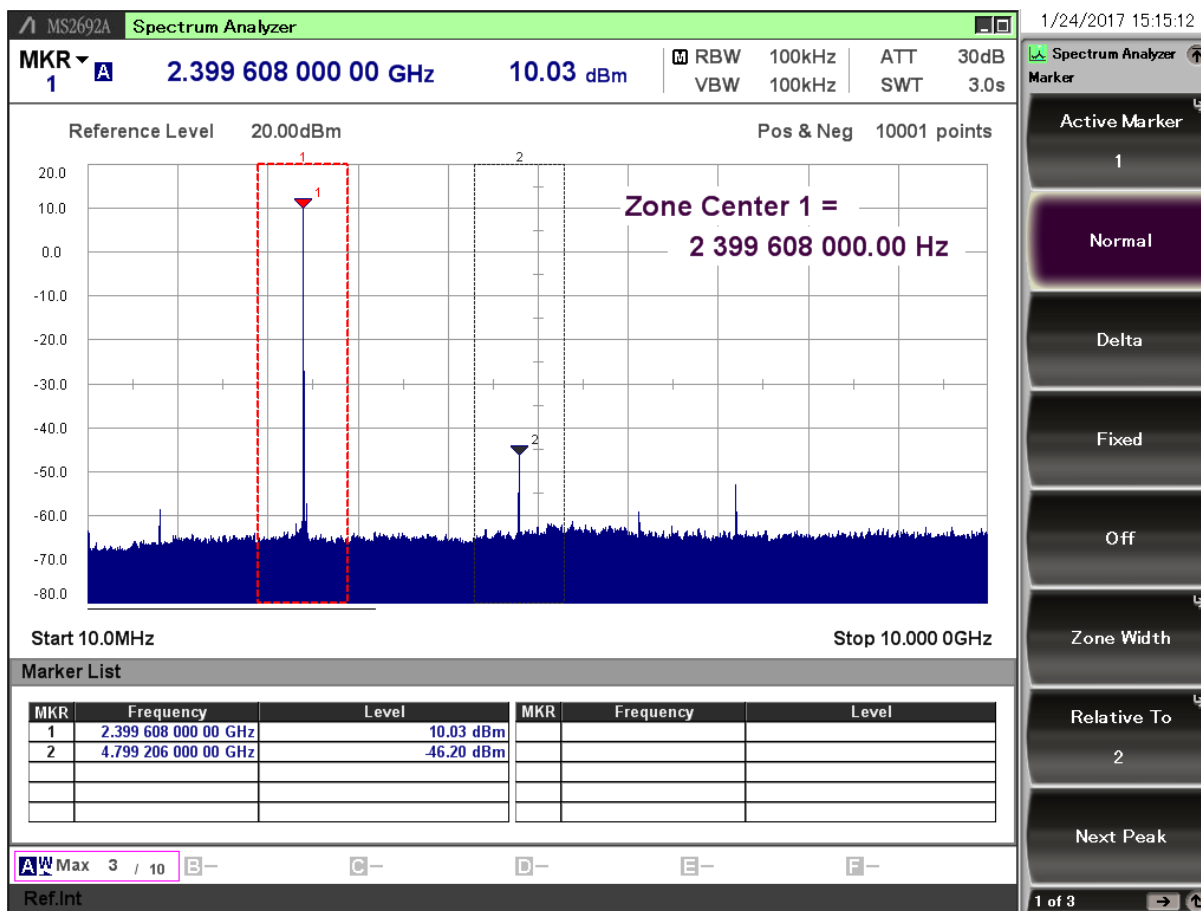 MS2692A Spectrum Analyzer
1/24/2017 15:15:12
MKR A 2.399 608 000 00 GHz 10.03 dBm M RBW 100kHz ATT 30dB
1 VBW 100kHz SWT 3.0s
Reference Level 20.00dBm Pos & Neg 10001 points
1 2
20.0
10.0
0.0
-10.0
-20.0
-30.0
-40.0
-50.0
-60.0
-70.0
-80.0
1
2
Zone Center 1 =
2 399 608 000.00 Hz
Start 10.0MHz Stop 10.000 0GHz
Marker List
MKR Frequency Level MKR Frequency Level
1 2.399 608 000 00 GHz 10.03 dBm
2 4.799 206 000 00 GHz -46.20 dBm
A W Max 3 / 10 B C D E F
Ref.Int
Spectrum Analyzer
Marker
Active Marker
1
Normal
Delta
Fixed
Off
Zone Width
Relative To
2
Next Peak
1 of 3